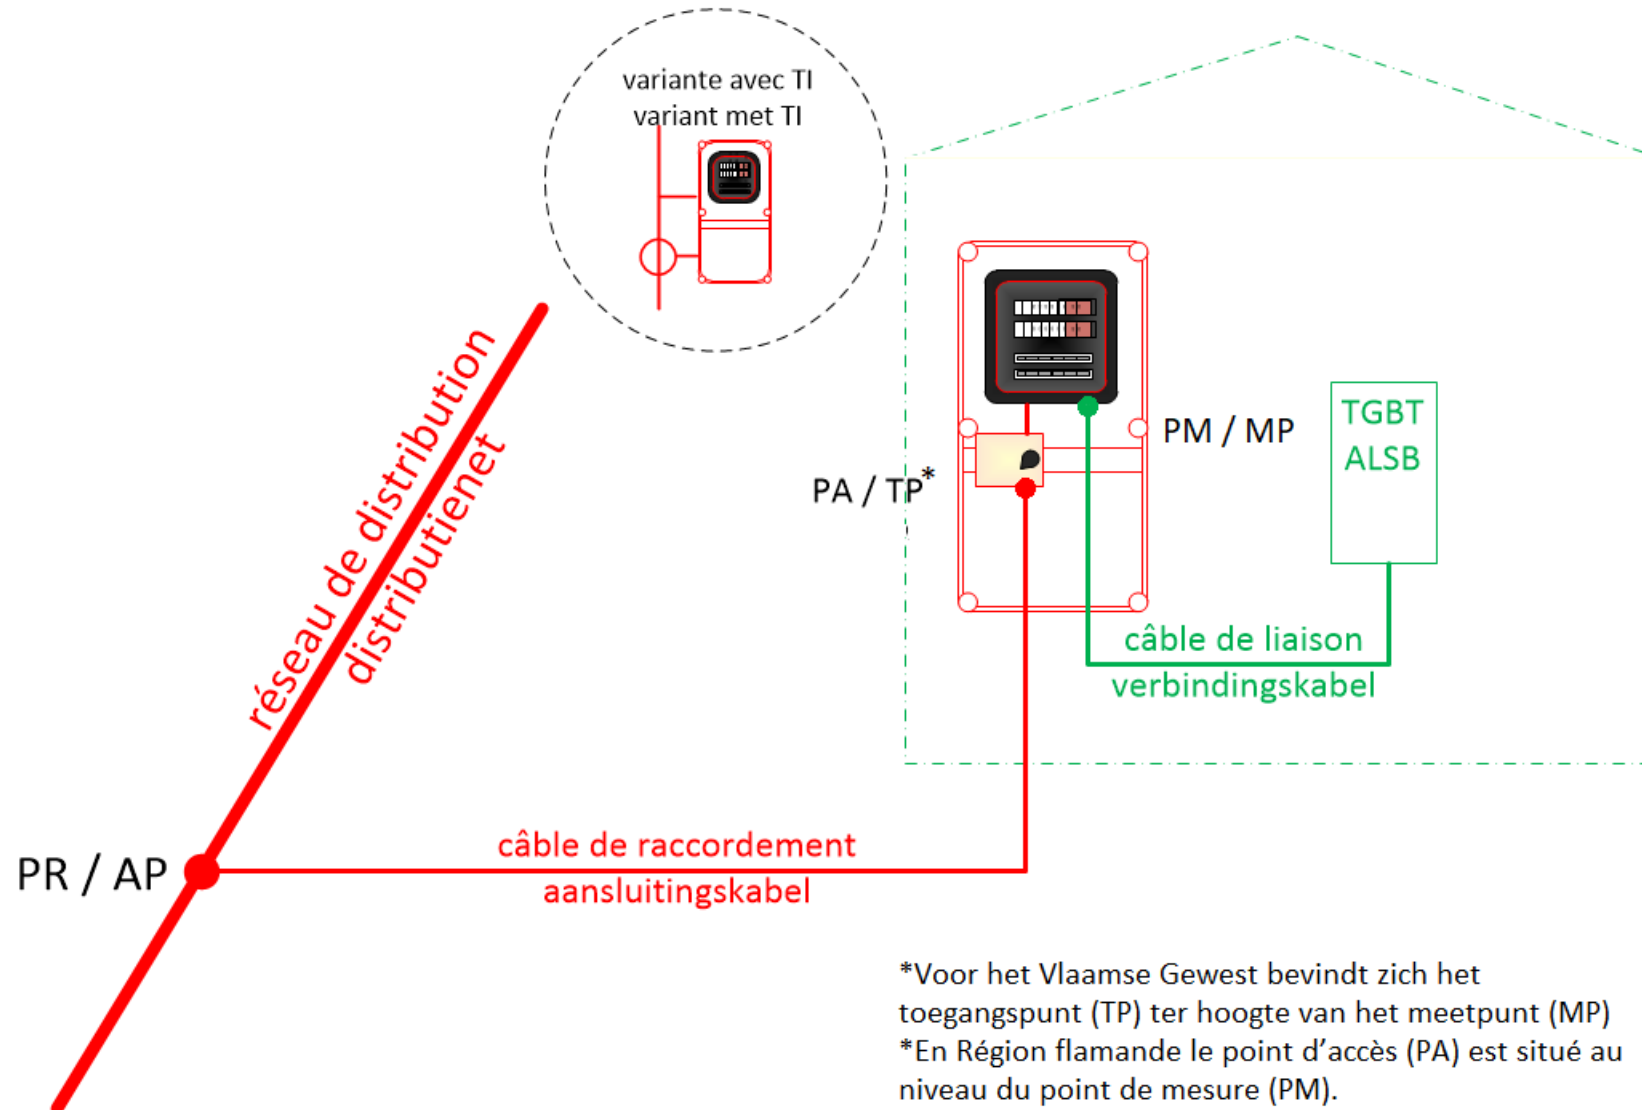 variante avec TI
variant met TI
réseau de distribution
distributienet
PM / MP
TGBT
ALSB
PA / TP*
câble de liaison
verbindingskabel
PR / AP
câble de raccordement
aansluitingskabel
*Voor het Vlaamse Gewest bevindt zich het
toegangspunt (TP) ter hoogte van het meetpunt (MP)
*En Région flamande le point d’accès (PA) est situé au
niveau du point de mesure (PM).